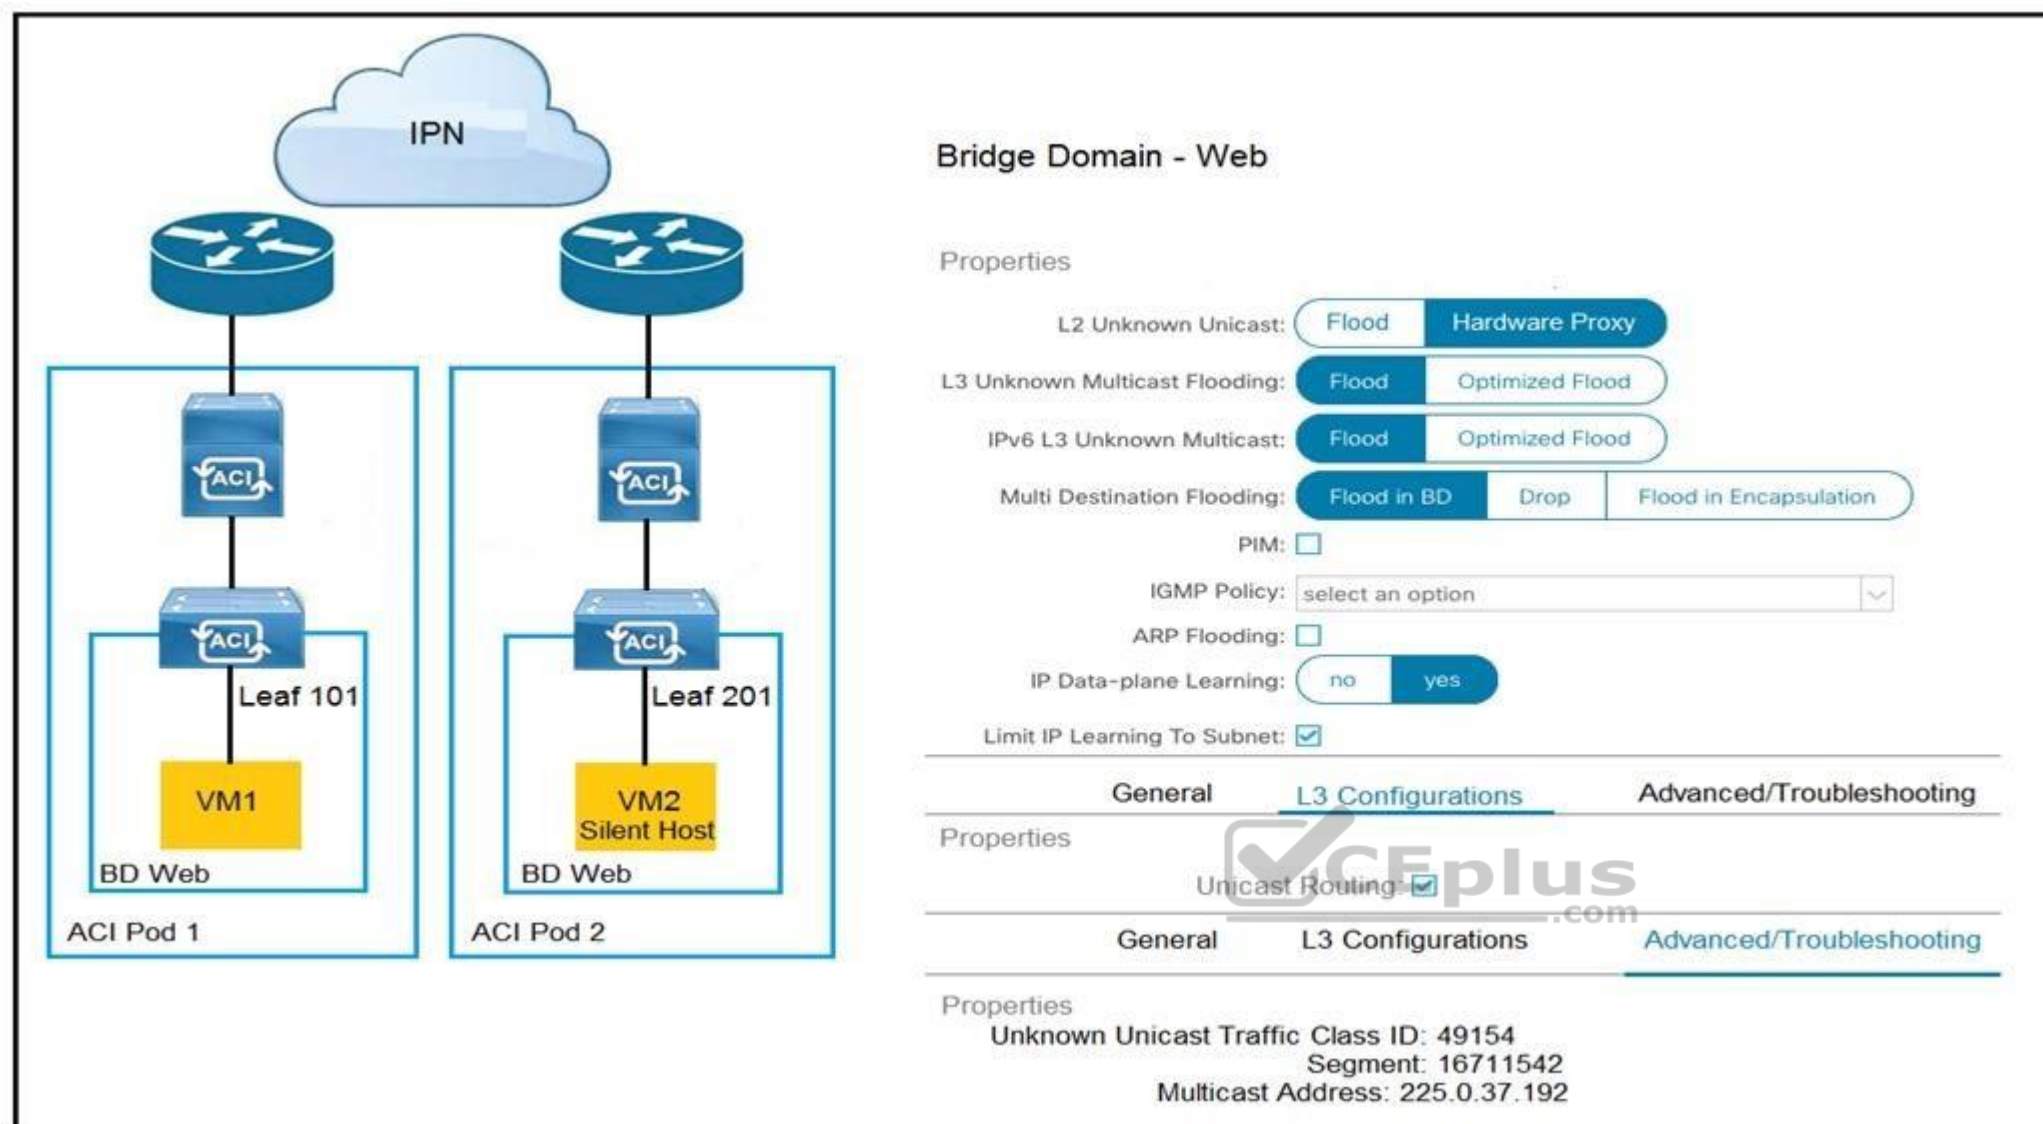 IPN
ACI
ACI
ACI
ACI
Leaf 101
Leaf 201
VM1
VM2
Silent Host
BD Web
BD Web
ACI Pod 1
ACI Pod 2
Bridge Domain - Web
Properties
L2 Unknown Unicast: Flood Hardware Proxy
L3 Unknown Multicast Flooding: Flood Optimized Flood
IPv6 L3 Unknown Multicast: Flood Optimized Flood
Multi Destination Flooding: Flood in BD Drop Flood in Encapsulation
PIM:
IGMP Policy: select an option
ARP Flooding:
IP Data-plane Learning: no yes
Limit IP Learning To Subnet:
General L3 Configurations Advanced/Troubleshooting
Properties
Unicast Routing:
CEplus
.com
General L3 Configurations Advanced/Troubleshooting
Properties
Unknown Unicast Traffic Class ID: 49154
Segment: 16711542
Multicast Address: 225.0.37.192